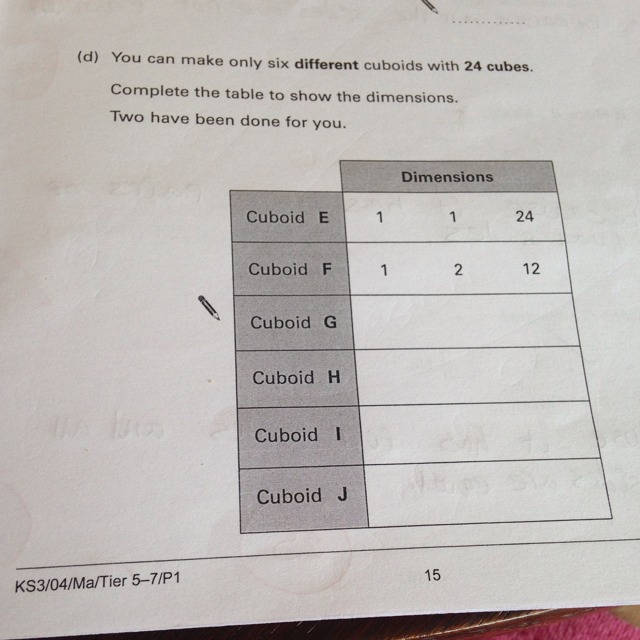 (d) You can make only six different cuboids with 24 cubes.
Complete the table to show the dimensions.
Two have been done for you.
Dimensions
Cuboid E 1 1 24
Cuboid F 1 2 12
Cuboid G
Cuboid H
Cuboid I
Cuboid J
KS3/04/Ma/Tier 5–7/P1 15